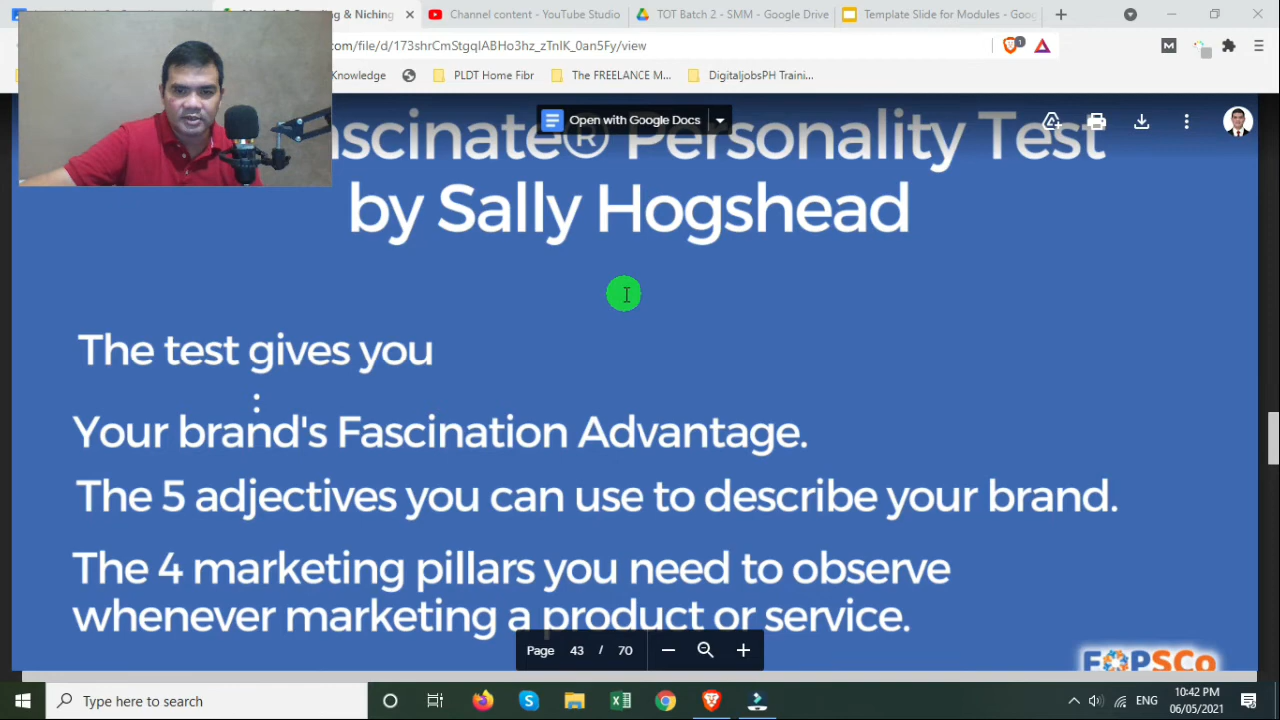 & Niching
Channel content - YouTube Studio
TOT Batch 2 - SMM - Google Drive
Template Slide for Modules - Goo
.com/file/d/173shrCmStgqlABHo3hz_zTnlK_0an5Fy/view
Knowledge
PLDT Home Fibr
The FREELANCE M...
DigitaljobsPH Traini...
Open with Google Docs
scinate® Personality Test
by Sally Hogshead
The test gives you
:
Your brand's Fascination Advantage.
The 5 adjectives you can use to describe your brand.
The 4 marketing pillars you need to observe
whenever marketing a product or service.
Page 43 / 70
FOPSCo
Type here to search
ENG
10:42 PM
06/05/2021